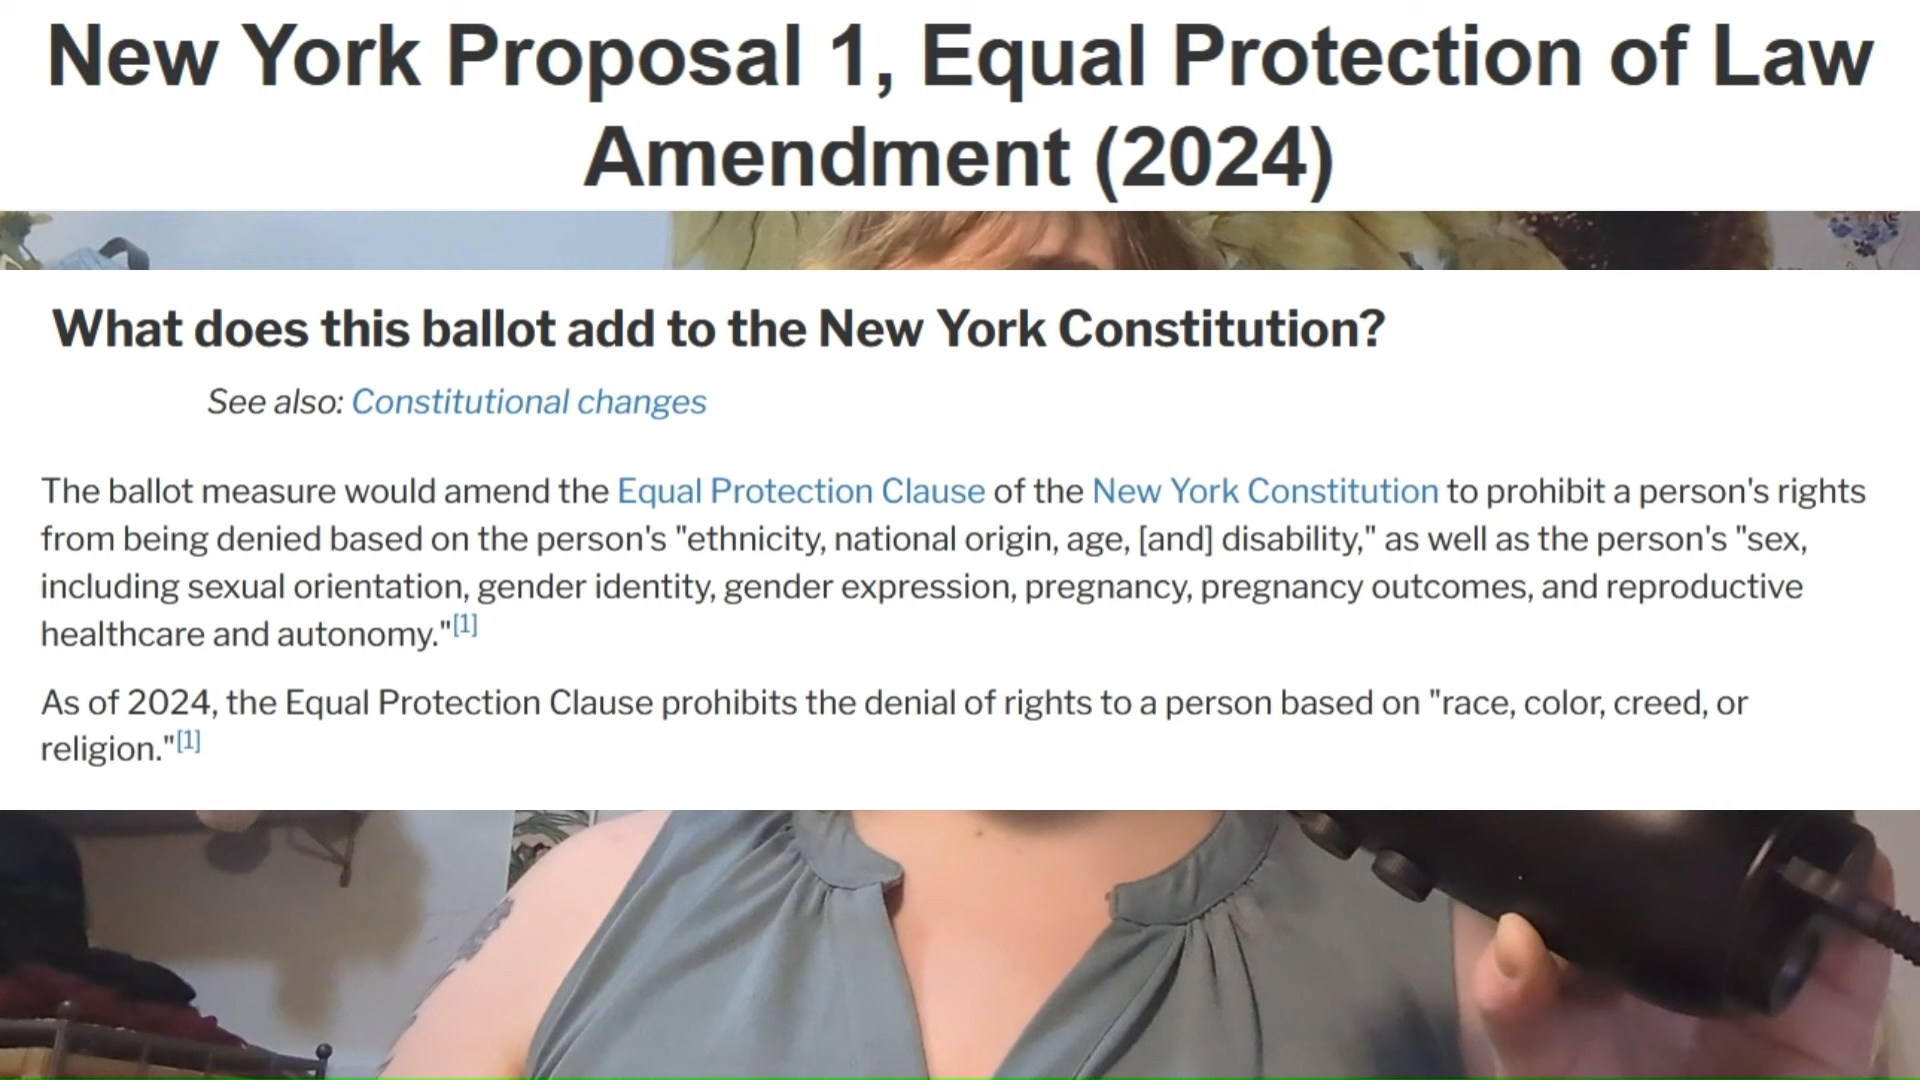 New York Proposal 1, Equal Protection of Law
Amendment (2024)
What does this ballot add to the New York Constitution?
See also: Constitutional changes
The ballot measure would amend the Equal Protection Clause of the New York Constitution to prohibit a person's rights
from being denied based on the person's "ethnicity, national origin, age, [and] disability," as well as the person's "sex,
including sexual orientation, gender identity, gender expression, pregnancy, pregnancy outcomes, and reproductive
healthcare and autonomy."[1]
As of 2024, the Equal Protection Clause prohibits the denial of rights to a person based on "race, color, creed, or
religion."[1]